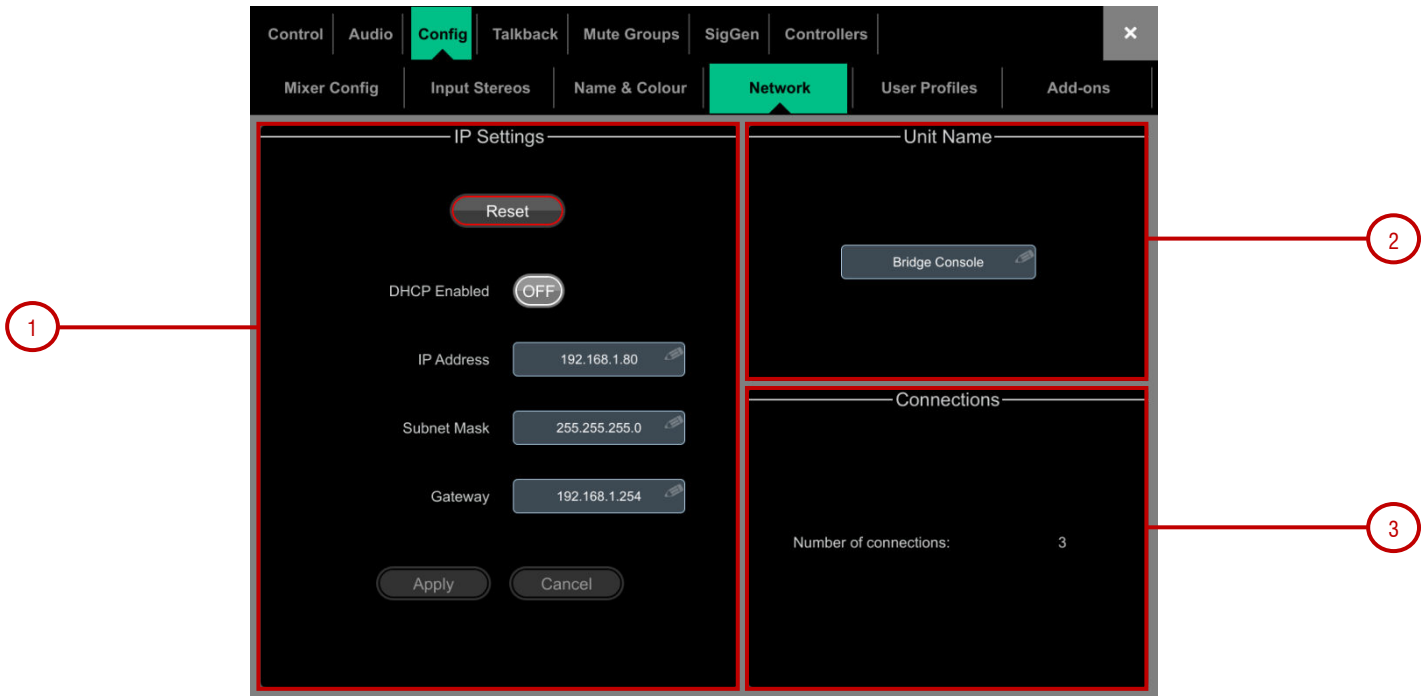 Control Audio Config Talkback Mute Groups SigGen Controllers ×
Mixer Config Input Stereos Name & Colour Network User Profiles Add-ons
IP Settings
Reset
DHCP Enabled OFF
IP Address 192.168.1.80
Subnet Mask 255.255.255.0
Gateway 192.168.1.254
Apply Cancel
1
Unit Name
Bridge Console
2
Connections
Number of connections: 3
3